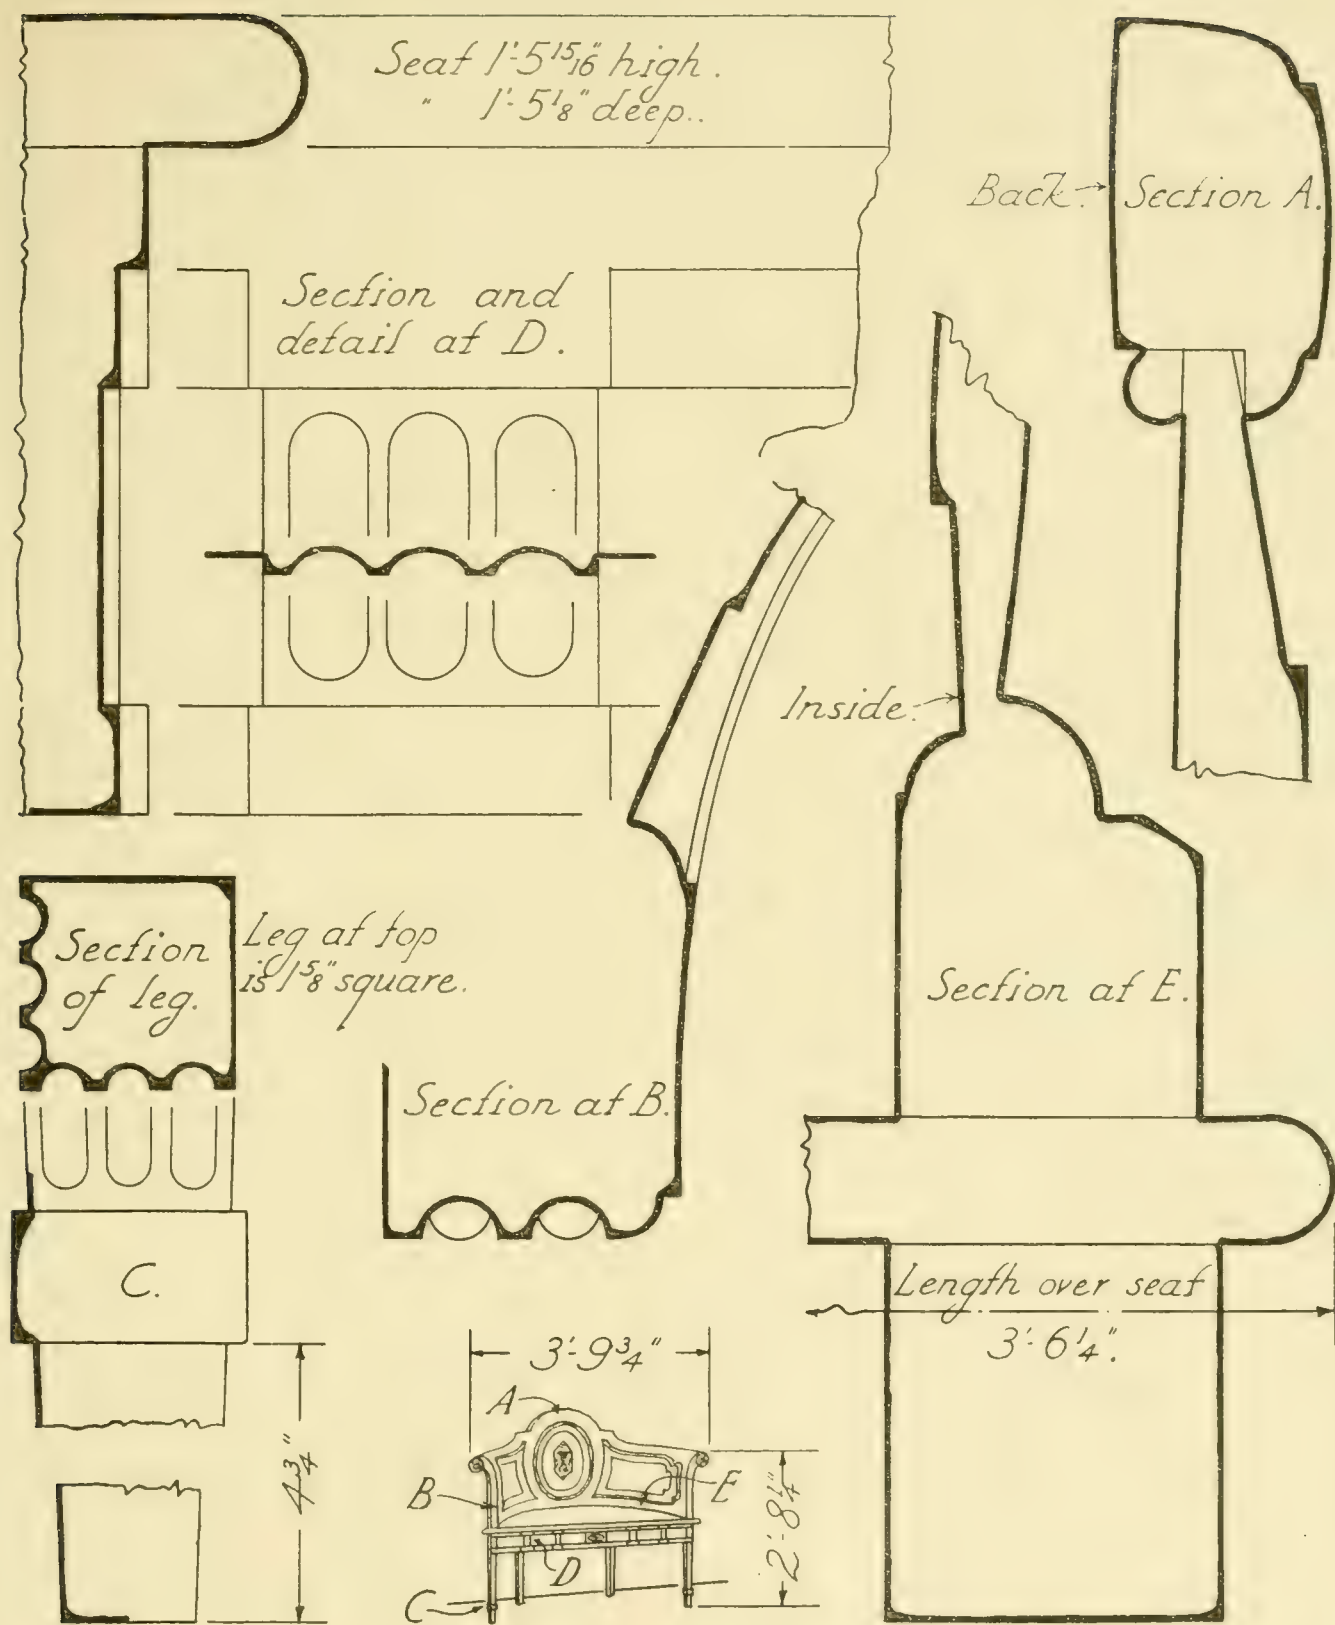 Seat 1'-5 15/16" high.
" 1'-5 1/8" deep..
Back.
Section A.
Section and
detail at D.
Inside.
Section
of leg.
Leg at top
is 1 5/8" square.
Section at E.
Section at B.
C.
Length over seat
3'-6 1/4".
3'-9 3/4"
A
B
E
D
C
4 3/4"
2'-8 1/4"